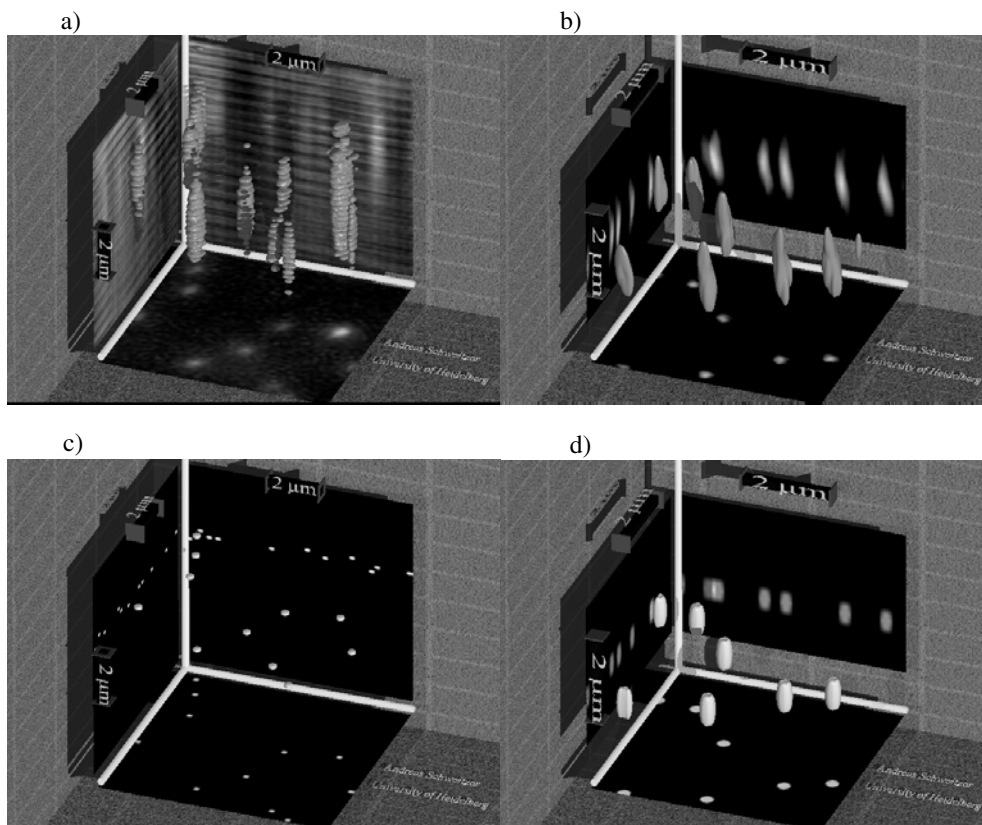 a)
b)
2 µm
2 µm
2 µm
2 µm
2 µm
2 µm
Andreas Schweitzer
University of Heidelberg
Andreas Schweitzer
University of Heidelberg
c)
d)
2 µm
2 µm
2 µm
2 µm
2 µm
2 µm
Andreas Schweitzer
University of Heidelberg
Andreas Schweitzer
University of Heidelberg